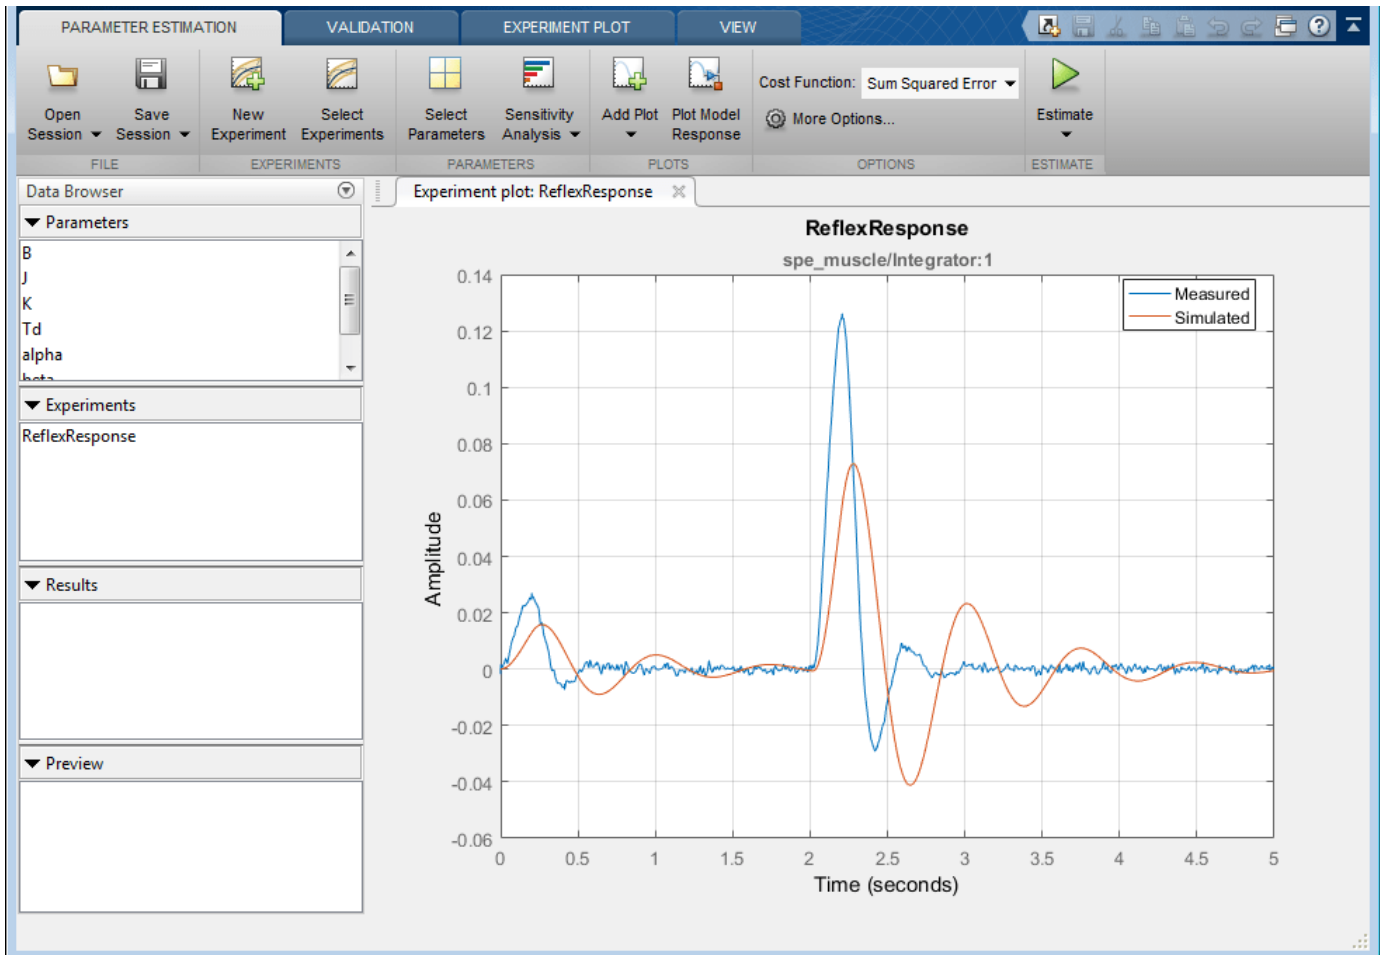 PARAMETER ESTIMATION
VALIDATION
EXPERIMENT PLOT
VIEW
Open Session
Save Session
New Experiment
Select Experiments
Select Parameters
Sensitivity Analysis
Add Plot
Plot Model Response
Cost Function: Sum Squared Error
More Options...
Estimate
FILE
EXPERIMENTS
PARAMETERS
PLOTS
OPTIONS
ESTIMATE
Data Browser
Parameters
B
J
K
Td
alpha
beta
Experiments
ReflexResponse
Results
Preview
Experiment plot: ReflexResponse
ReflexResponse
spe_muscle/Integrator:1
Measured
Simulated
0.14
0.12
0.1
0.08
0.06
0.04
0.02
0
-0.02
-0.04
-0.06
Amplitude
0 0.5 1 1.5 2 2.5 3 3.5 4 4.5 5
Time (seconds)